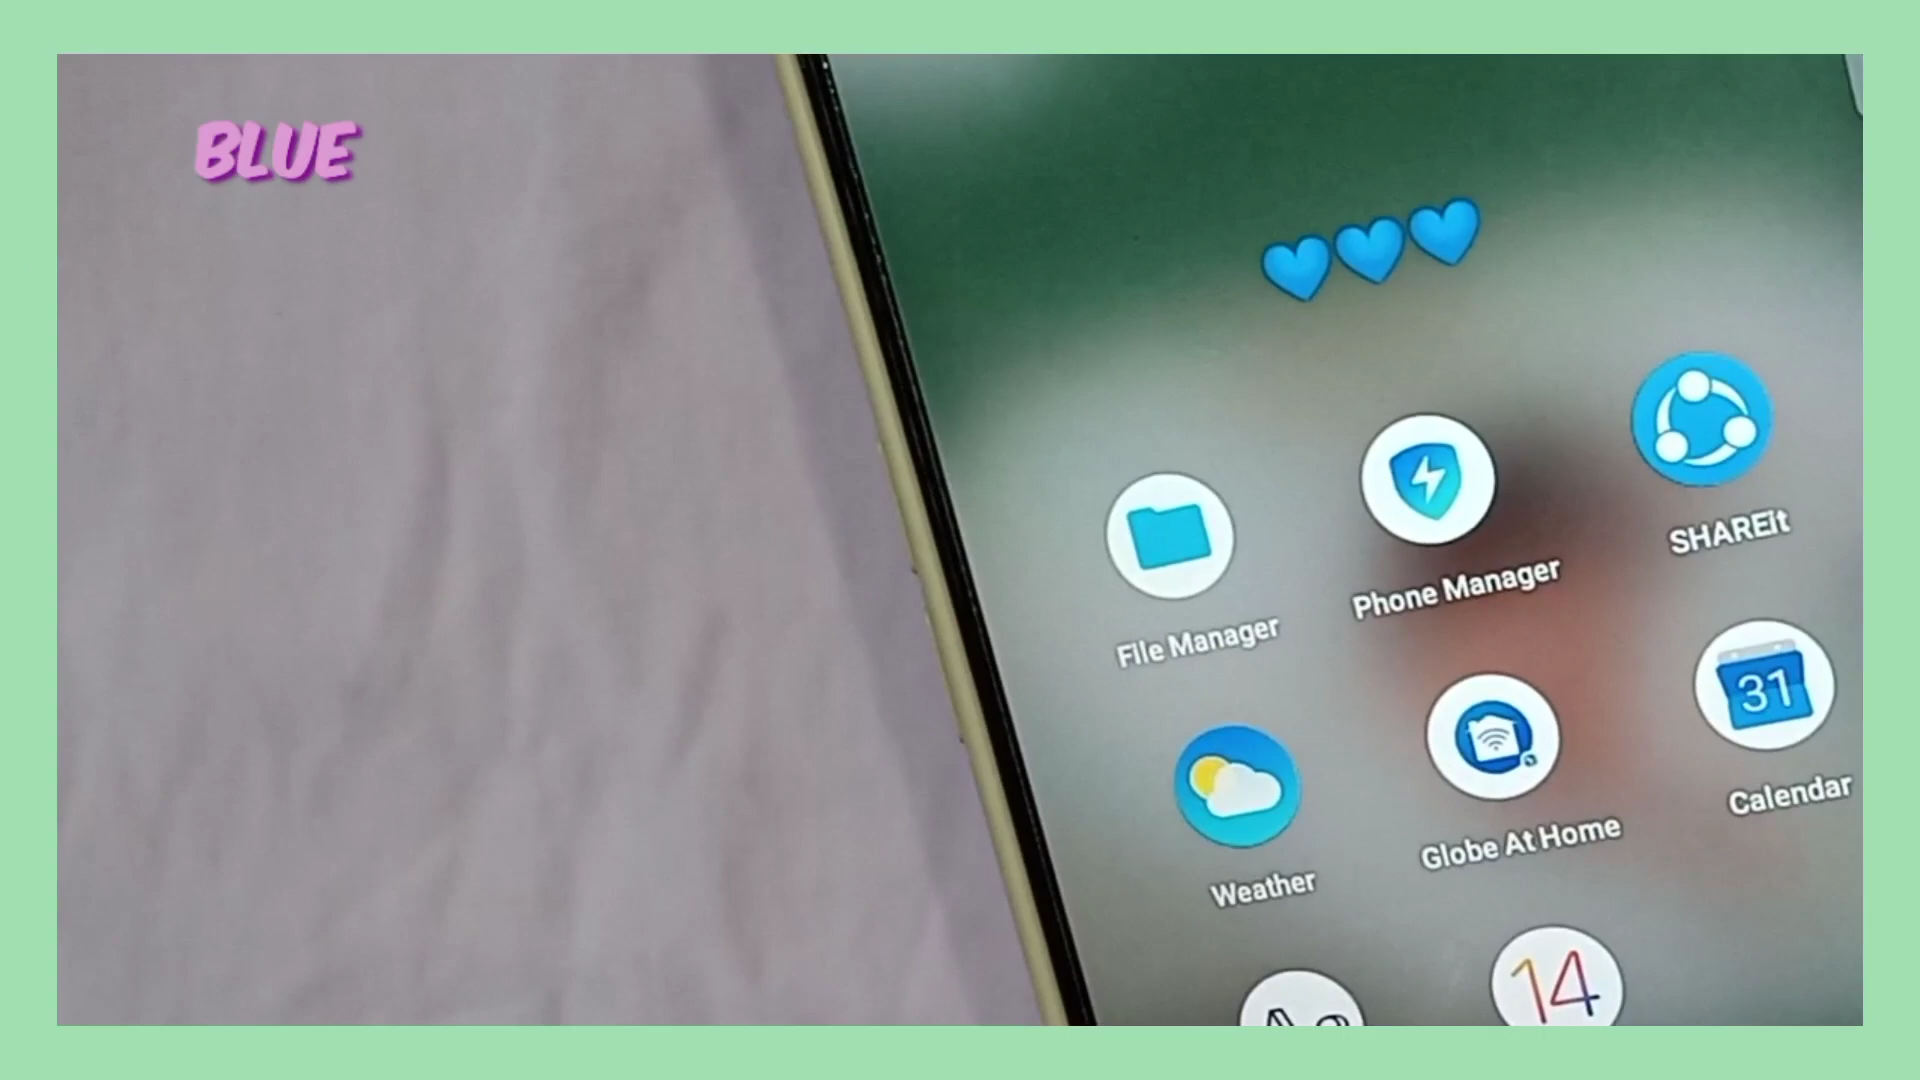 BLUE
💙💙💙
File Manager
Phone Manager
SHAREit
31
Weather
Globe At Home
Calendar
14